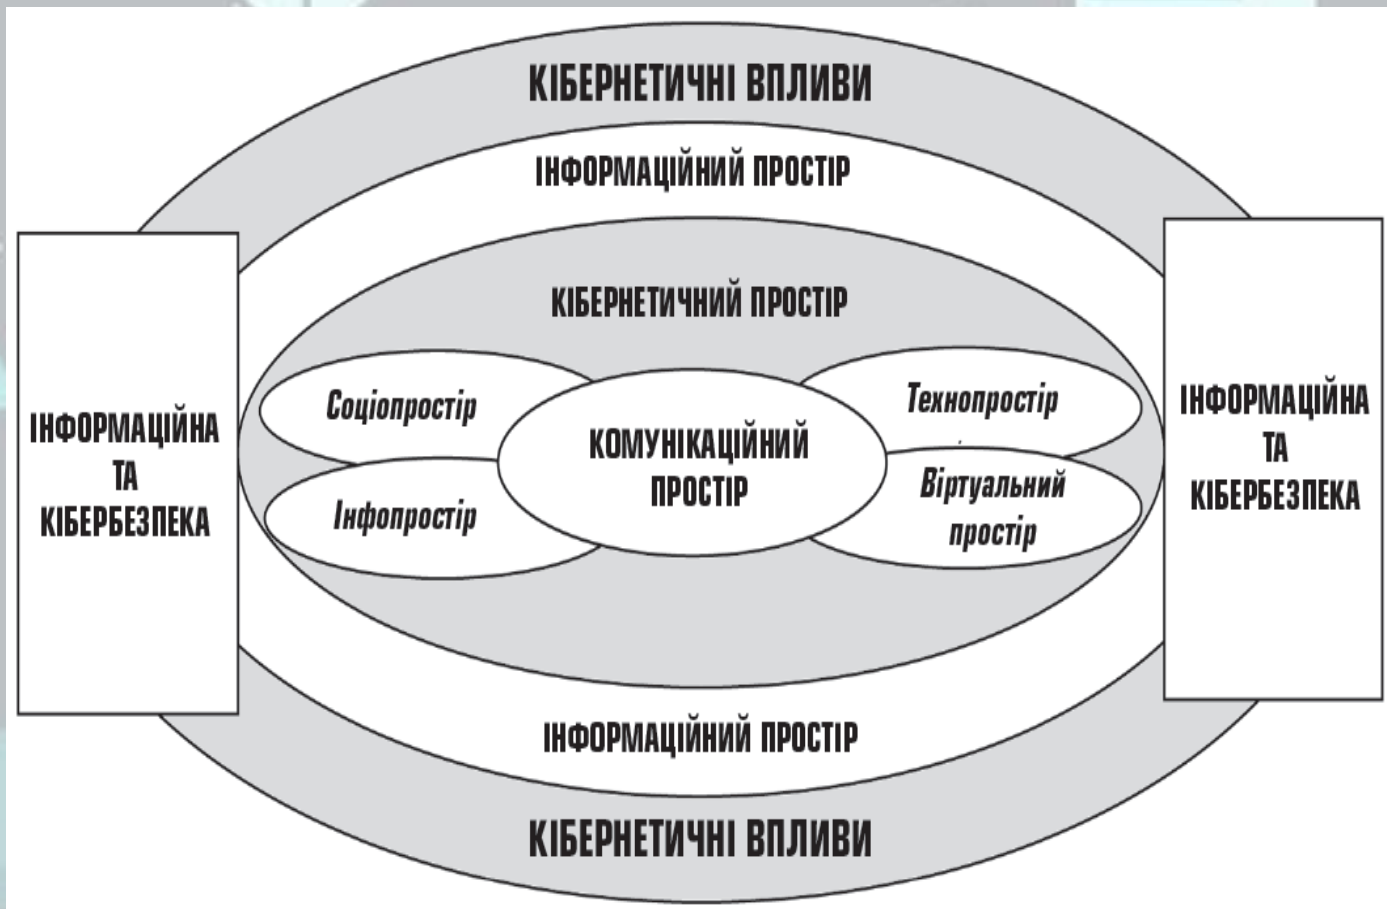 КІБЕРНЕТИЧНІ ВПЛИВИ
ІНФОРМАЦІЙНИЙ ПРОСТІР
КІБЕРНЕТИЧНИЙ ПРОСТІР
ІНФОРМАЦІЙНА
ТА
КІБЕРБЕЗПЕКА
Соціопростір
Інфопростір
КОМУНІКАЦІЙНИЙ
ПРОСТІР
Технопростір
Віртуальний
простір
ІНФОРМАЦІЙНА
ТА
КІБЕРБЕЗПЕКА
ІНФОРМАЦІЙНИЙ ПРОСТІР
КІБЕРНЕТИЧНІ ВПЛИВИ